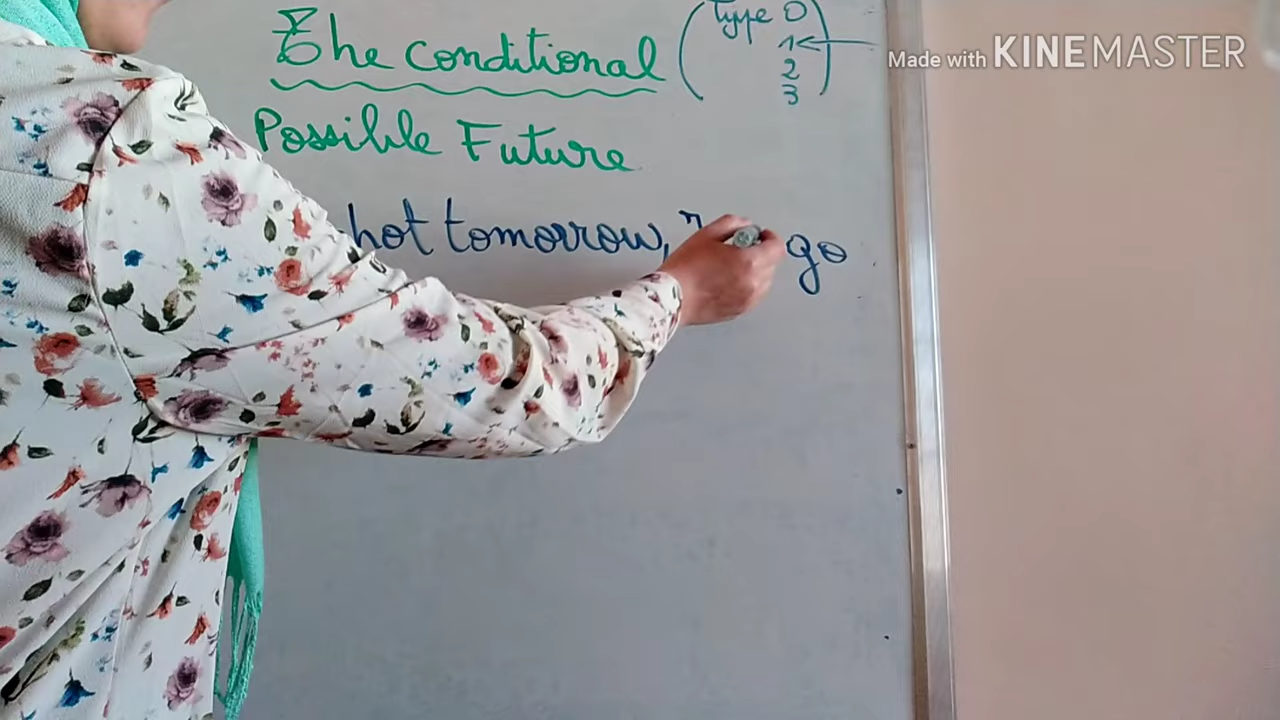 The conditional (Type 0
1
2
3)
Possible Future
hot tomorrow, go
Made with KINEMASTER